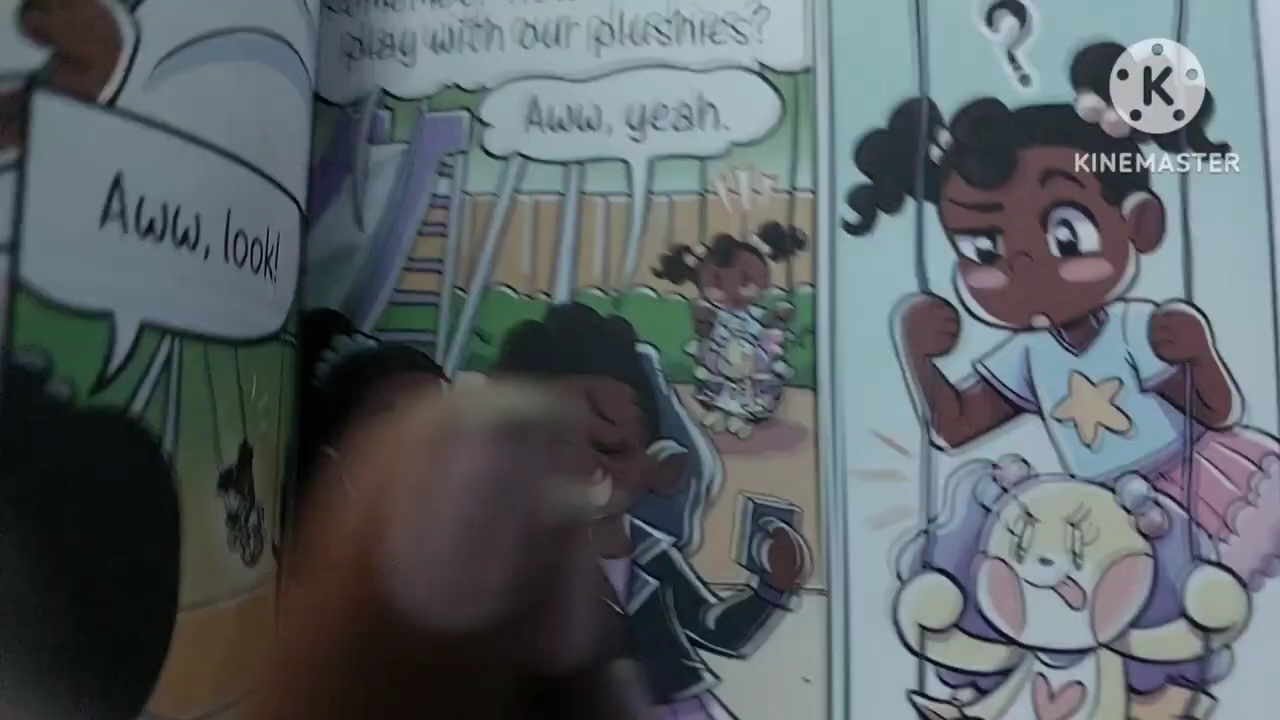 Aww, look!
play with our plushies?
Aww, yeah.
?
K
KINEMASTER